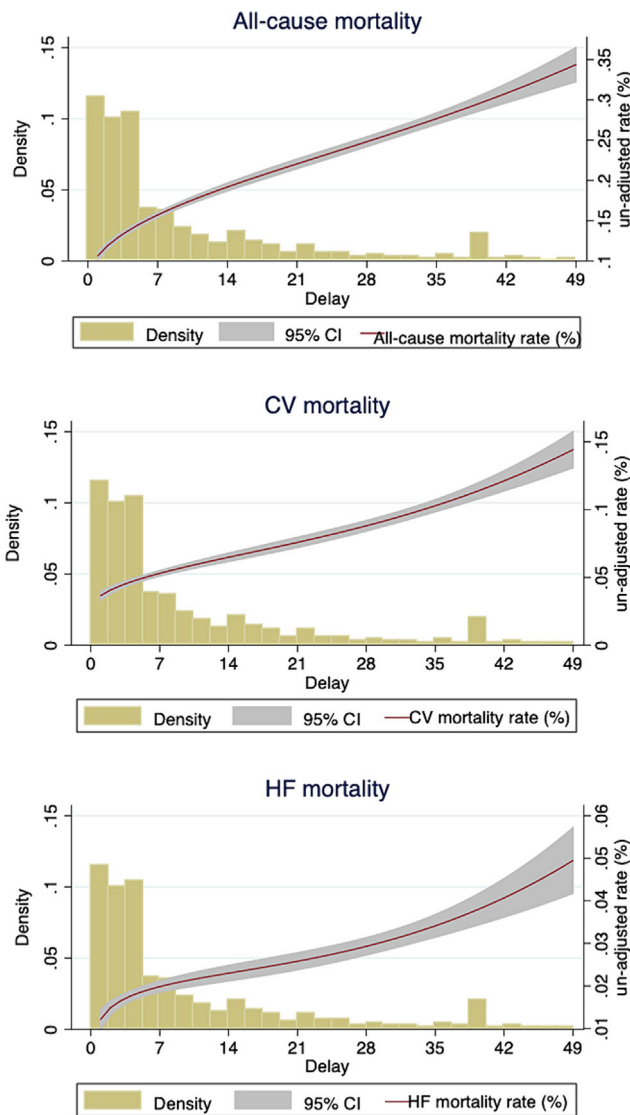 All-cause mortality
Density
0 .05 .1 .15
un-adjusted rate (%)
.1 .15 .2 .25 .3 .35
0 7 14 21 28 35 42 49
Delay
Density 95% CI All-cause mortality rate (%)
CV mortality
Density
0 .05 .1 .15
un-adjusted rate (%)
0 .050 .1 .15
0 7 14 21 28 35 42 49
Delay
Density 95% CI CV mortality rate (%)
HF mortality
Density
0 .05 .1 .15
un-adjusted rate (%)
.01 .02 .03 .04 .05 .06
0 7 14 21 28 35 42 49
Delay
Density 95% CI HF mortality rate (%)